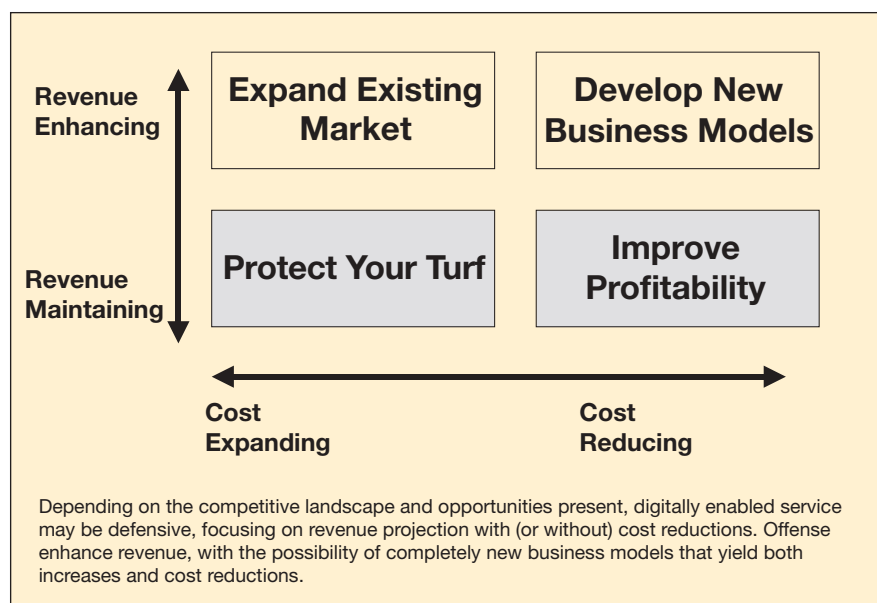 Revenue
Enhancing
Expand Existing
Market
Develop New
Business Models
Revenue
Maintaining
Protect Your Turf
Improve
Profitability
Cost
Expanding
Cost
Reducing
Depending on the competitive landscape and opportunities present, digitally enabled service
may be defensive, focusing on revenue projection with (or without) cost reductions. Offense
enhance revenue, with the possibility of completely new business models that yield both
increases and cost reductions.